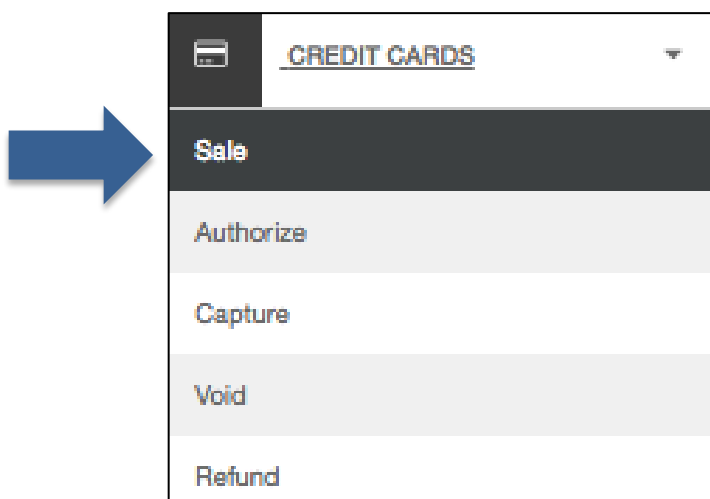 CREDIT CARDS
Sale
Authorize
Capture
Void
Refund